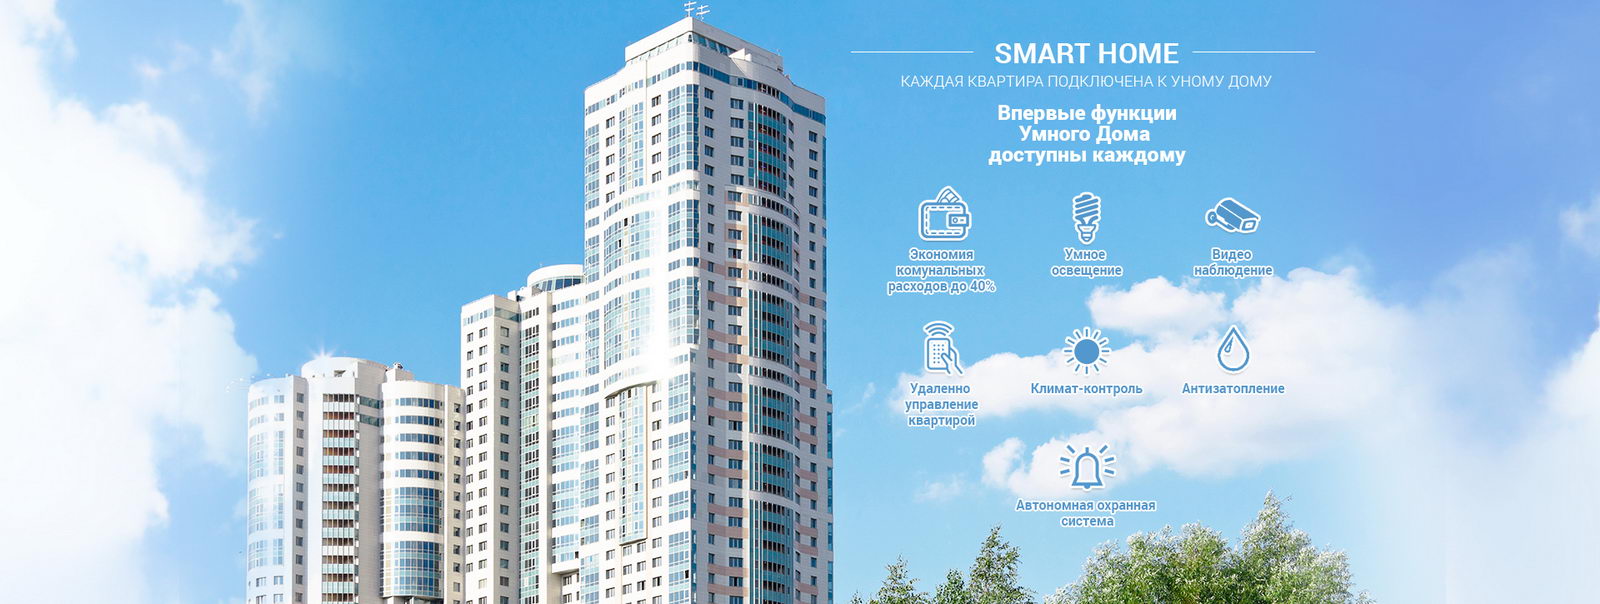 SMART HOME
КАЖДАЯ КВАРТИРА ПОДКЛЮЧЕНА К УНОМУ ДОМУ
Впервые функции
Умного Дома
доступны каждому
Экономия
комунальных
расходов до 40%
Умное
освещение
Видео
наблюдение
Удаленно
управление
квартирой
Климат-контроль
Антизатопление
Автономная охранная
система